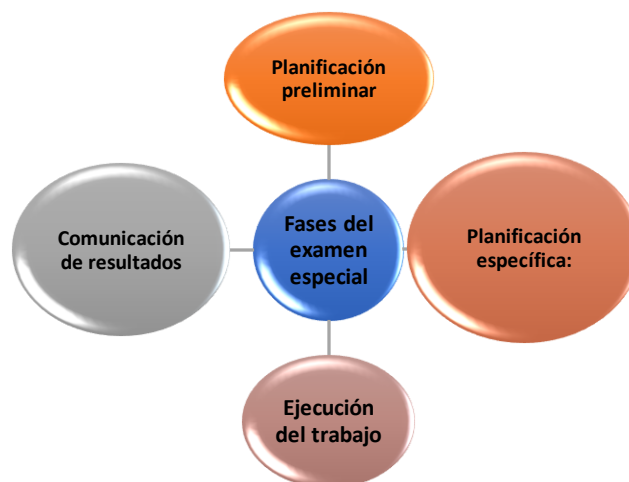 Planificación
preliminar
Fases del
examen
especial
Comunicación
de resultados
Planificación
específica:
Ejecución
del trabajo